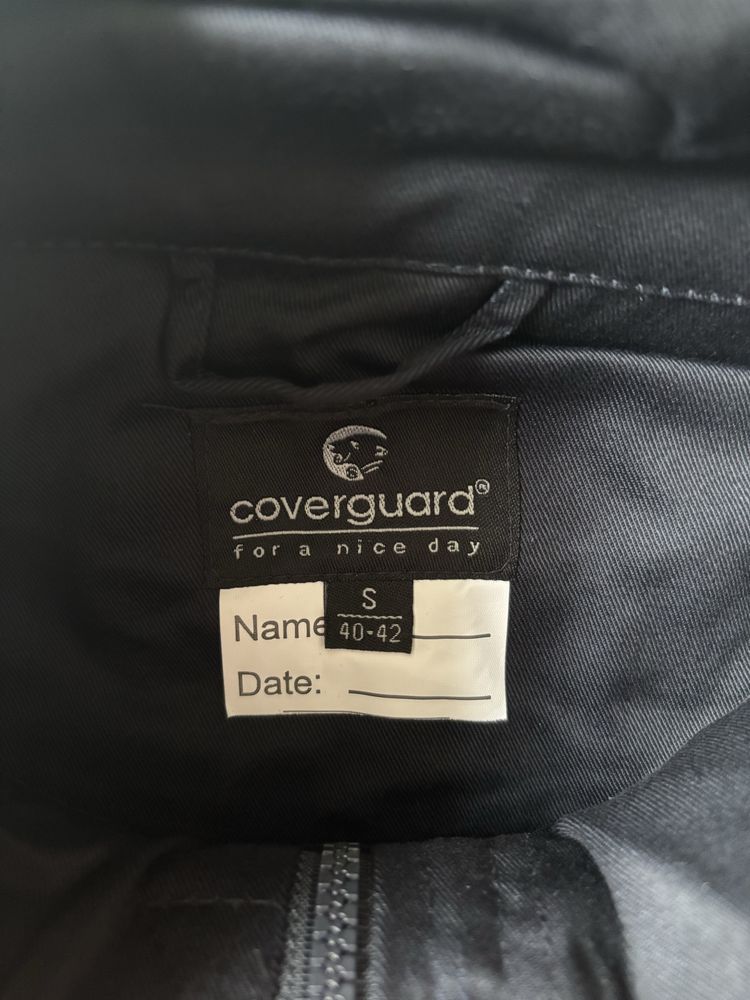 coverguard®
for a nice day
S
40-42
Name
Date: